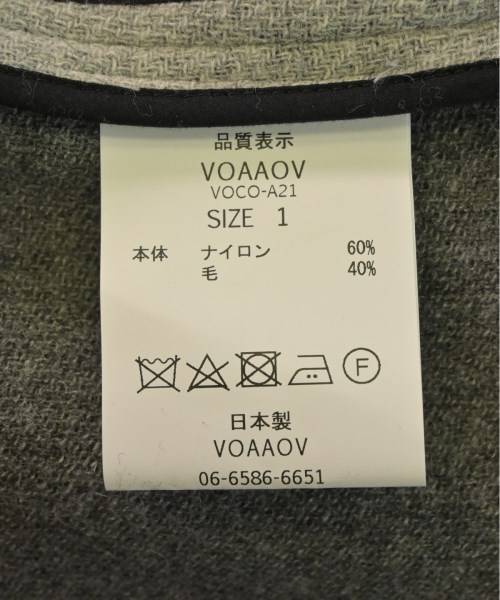 品質表示
VOAAOV
VOCO-A21
SIZE 1
本体 ナイロン 60%
毛 40%
F
日本製
VOAAOV
06-6586-6651